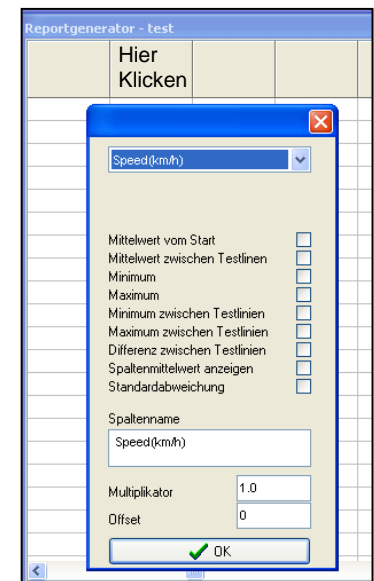 Reportgenerator - test
Hier
Klicken
Speed(km/h)
Mittelwert vom Start
Mittelwert zwischen Testlinen
Minimum
Maximum
Minimum zwischen Testlinien
Maximum zwischen Testlinien
Differenz zwischen Testlinien
Spaltenmittelwert anzeigen
Standardabweichung
Spaltenname
Speed(km/h)
Multiplikator 1.0
Offset 0
OK